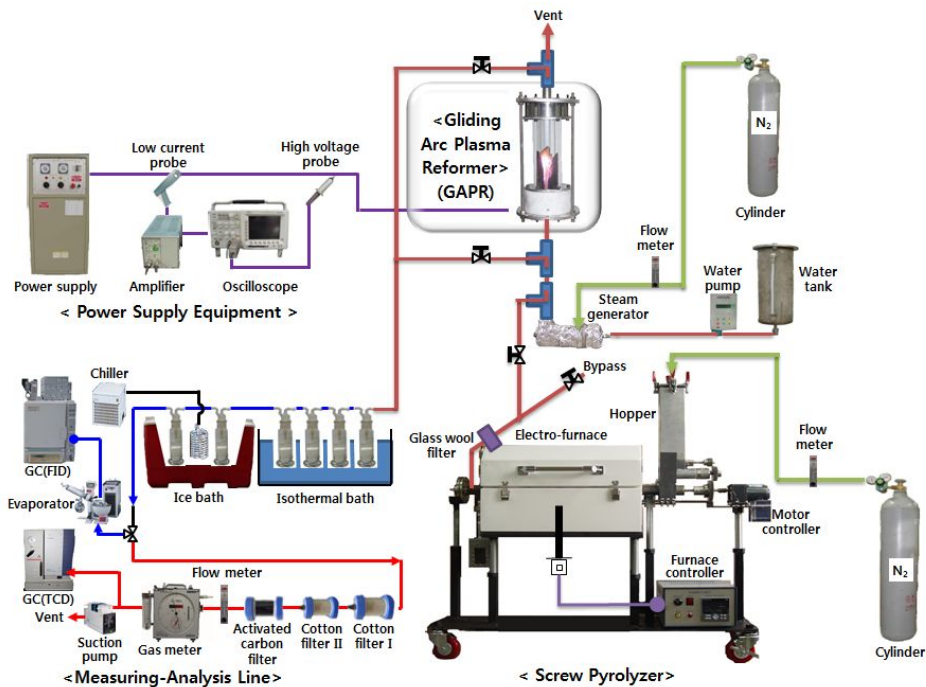 Vent
<Gliding
Arc Plasma
Reformer>
(GAPR)
N2
Cylinder
Low current
probe
High voltage
probe
Flow
meter
Water
pump
Water
tank
Power supply
Amplifier
Oscilloscope
< Power Supply Equipment >
Steam
generator
Bypass
Chiller
Hopper
Glass wool
filter
Electro-furnace
Flow
meter
GC(FID)
Ice bath
Isothermal bath
Evaporator
Motor
controller
N2
Furnace
controller
GC(TCD)
Flow meter
Vent
Suction
pump
Gas meter
Activated
carbon
filter
Cotton
filter II
Cotton
filter I
Cylinder
<Measuring-Analysis Line>
< Screw Pyrolyzer>